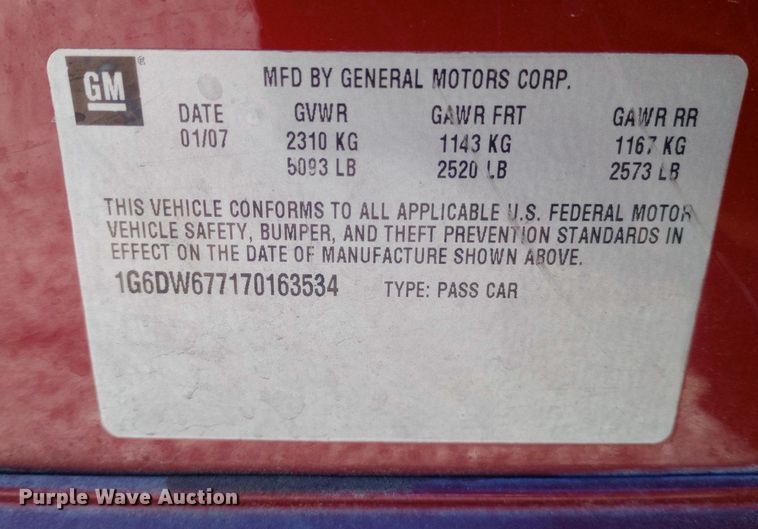 GM ®
MFD BY GENERAL MOTORS CORP.
DATE GVWR GAWR FRT GAWR RR
01/07 2310 KG 1143 KG 1167 KG
5093 LB 2520 LB 2573 LB
THIS VEHICLE CONFORMS TO ALL APPLICABLE U.S. FEDERAL MOTOR
VEHICLE SAFETY, BUMPER, AND THEFT PREVENTION STANDARDS IN
EFFECT ON THE DATE OF MANUFACTURE SHOWN ABOVE.
1G6DW677170163534 TYPE: PASS CAR
Purple Wave Auction